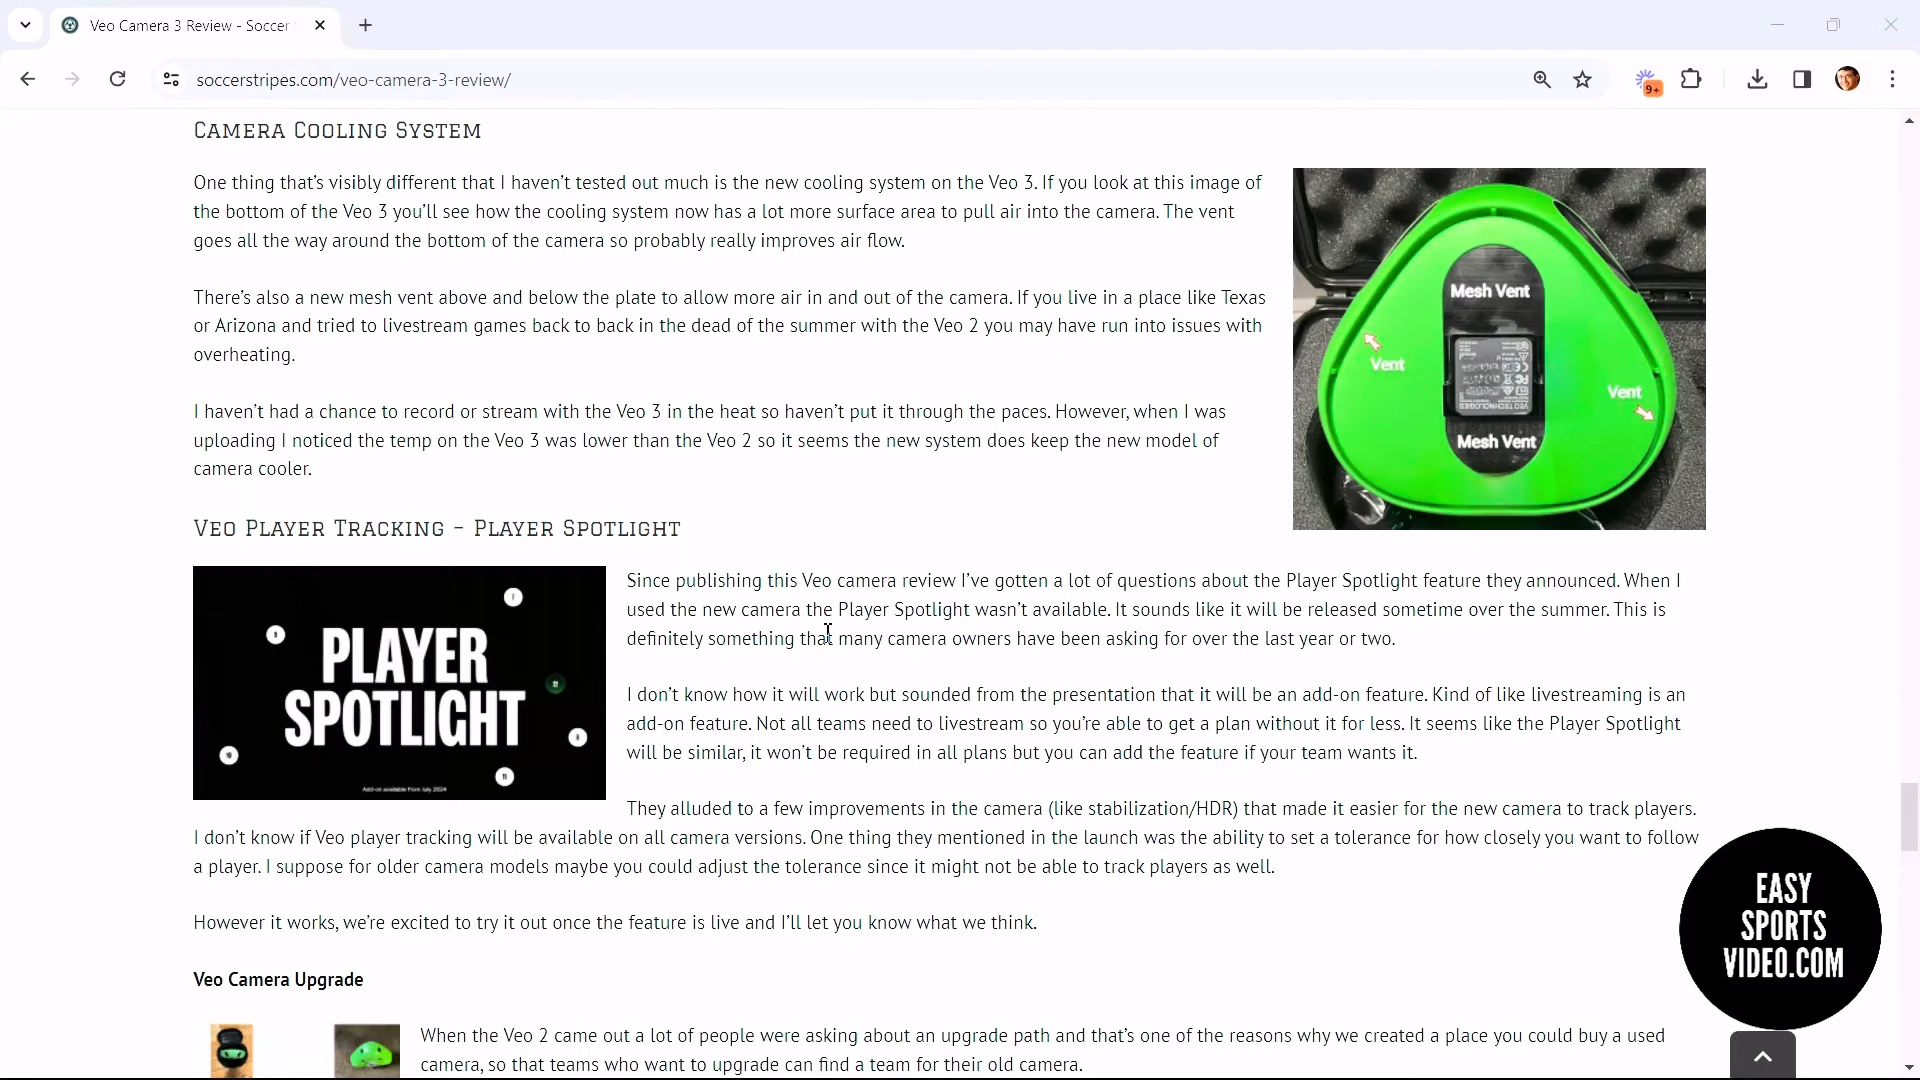 Veo Camera 3 Review - Soccer
soccerstripes.com/veo-camera-3-review/
9+
Camera Cooling System
One thing that's visibly different that I haven't tested out much is the new cooling system on the Veo 3. If you look at this image of
the bottom of the Veo 3 you'll see how the cooling system now has a lot more surface area to pull air into the camera. The vent
goes all the way around the bottom of the camera so probably really improves air flow.
There's also a new mesh vent above and below the plate to allow more air in and out of the camera. If you live in a place like Texas
or Arizona and tried to livestream games back to back in the dead of the summer with the Veo 2 you may have run into issues with
overheating.
I haven't had a chance to record or stream with the Veo 3 in the heat so haven't put it through the paces. However, when I was
uploading I noticed the temp on the Veo 3 was lower than the Veo 2 so it seems the new system does keep the new model of
camera cooler.
Mesh Vent
Vent
Vent
Mesh Vent
Veo Player Tracking – Player Spotlight
PLAYER
SPOTLIGHT
Add-on available from July 2024
Since publishing this Veo camera review I've gotten a lot of questions about the Player Spotlight feature they announced. When I
used the new camera the Player Spotlight wasn't available. It sounds like it will be released sometime over the summer. This is
definitely something that many camera owners have been asking for over the last year or two.
I don't know how it will work but sounded from the presentation that it will be an add-on feature. Kind of like livestreaming is an
add-on feature. Not all teams need to livestream so you're able to get a plan without it for less. It seems like the Player Spotlight
will be similar, it won't be required in all plans but you can add the feature if your team wants it.
They alluded to a few improvements in the camera (like stabilization/HDR) that made it easier for the new camera to track players.
I don't know if Veo player tracking will be available on all camera versions. One thing they mentioned in the launch was the ability to set a tolerance for how closely you want to follow
a player. I suppose for older camera models maybe you could adjust the tolerance since it might not be able to track players as well.
However it works, we're excited to try it out once the feature is live and I'll let you know what we think.
EASY
SPORTS
VIDEO.COM
Veo Camera Upgrade
When the Veo 2 came out a lot of people were asking about an upgrade path and that's one of the reasons why we created a place you could buy a used
camera, so that teams who want to upgrade can find a team for their old camera.